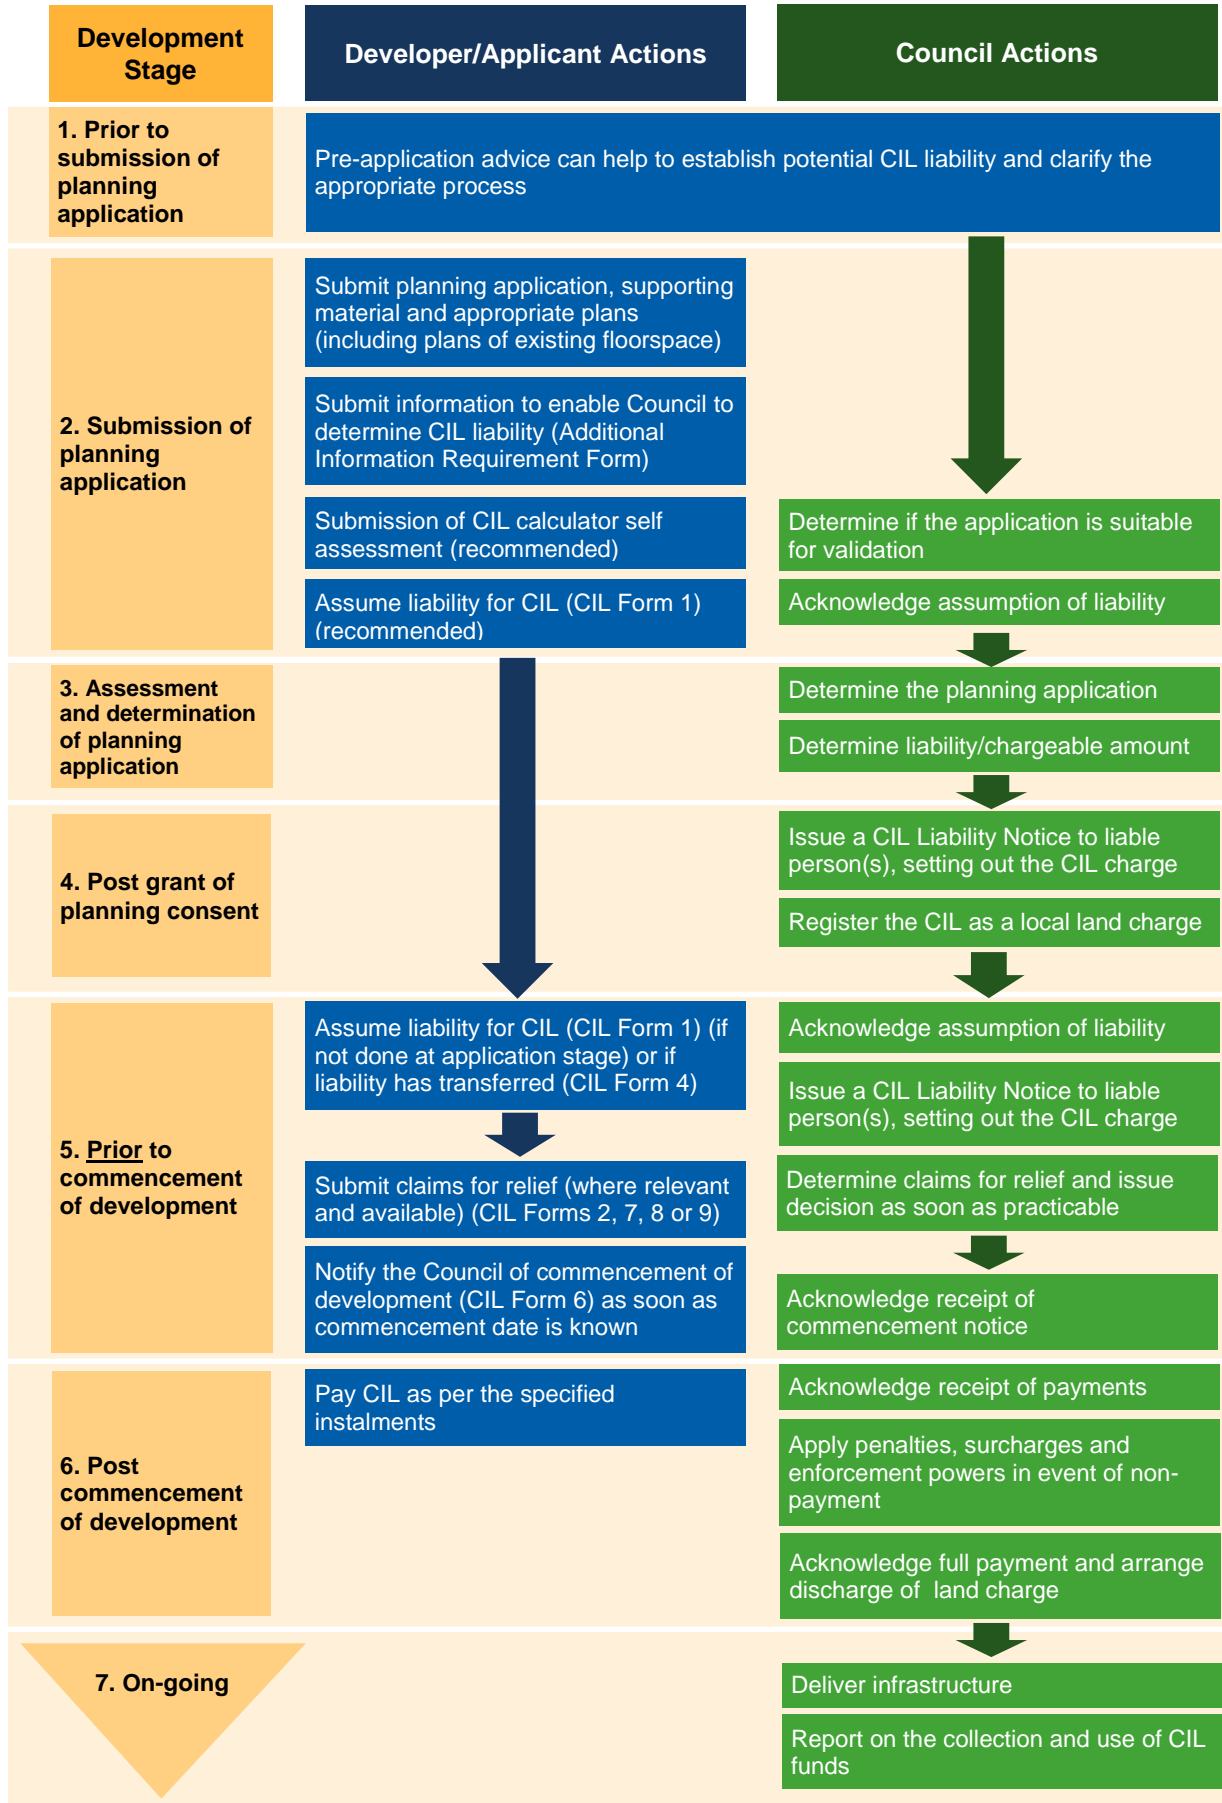 Development
Stage
Developer/Applicant Actions
Council Actions
1. Prior to
submission of
planning
application
Pre-application advice can help to establish potential CIL liability and clarify the
appropriate process
2. Submission of
planning
application
Submit planning application, supporting
material and appropriate plans
(including plans of existing floorspace)
Submit information to enable Council to
determine CIL liability (Additional
Information Requirement Form)
Submission of CIL calculator self
assessment (recommended)
Assume liability for CIL (CIL Form 1)
(recommended)
Determine if the application is suitable
for validation
Acknowledge assumption of liability
3. Assessment
and determination
of planning
application
Determine the planning application
Determine liability/chargeable amount
4. Post grant of
planning consent
Issue a CIL Liability Notice to liable
person(s), setting out the CIL charge
Register the CIL as a local land charge
5. Prior to
commencement
of development
Assume liability for CIL (CIL Form 1) (if
not done at application stage) or if
liability has transferred (CIL Form 4)
Submit claims for relief (where relevant
and available) (CIL Forms 2, 7, 8 or 9)
Notify the Council of commencement of
development (CIL Form 6) as soon as
commencement date is known
Acknowledge assumption of liability
Issue a CIL Liability Notice to liable
person(s), setting out the CIL charge
Determine claims for relief and issue
decision as soon as practicable
Acknowledge receipt of
commencement notice
6. Post
commencement
of development
Pay CIL as per the specified
instalments
Acknowledge receipt of payments
Apply penalties, surcharges and
enforcement powers in event of non-
payment
Acknowledge full payment and arrange
discharge of  land charge
7. On-going
Deliver infrastructure
Report on the collection and use of CIL
funds